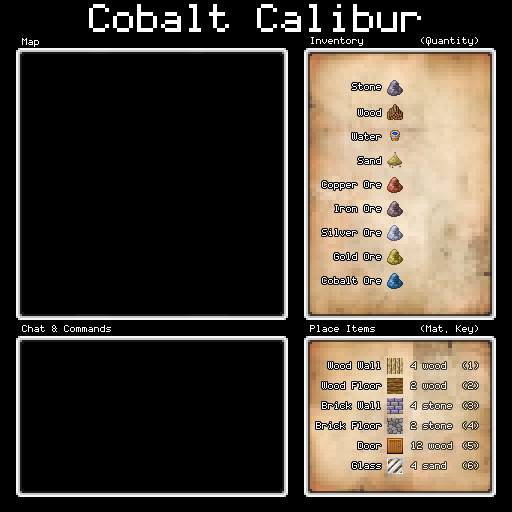 Cobalt Calibur
Map
Inventory (Quantity)
Stone
Wood
Water
Sand
Copper Ore
Iron Ore
Silver Ore
Gold Ore
Cobalt Ore
Chat & Commands
Place Items (Mat, Key)
Wood Wall 4 wood (1)
Wood Floor 2 wood (2)
Brick Wall 4 stone (3)
Brick Floor 2 stone (4)
Door 12 wood (5)
Glass 4 sand (6)